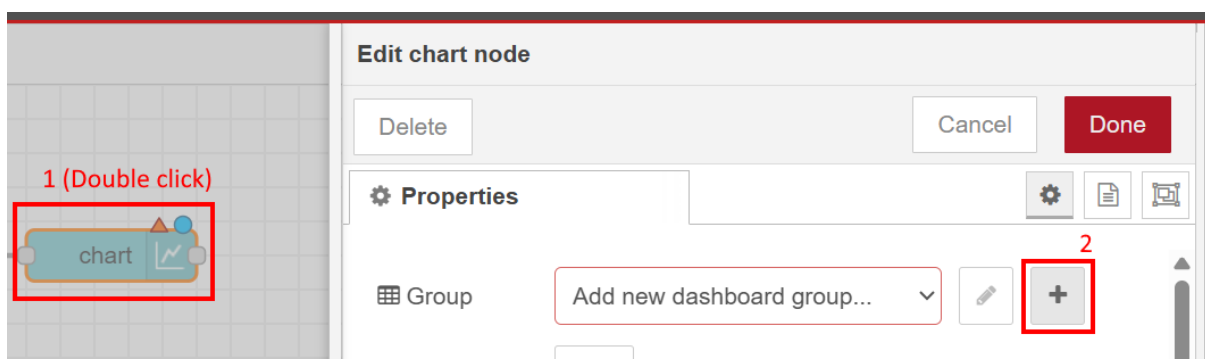 Edit chart node
Delete
Cancel
Done
1 (Double click)
Properties
chart
2
Group
Add new dashboard group...